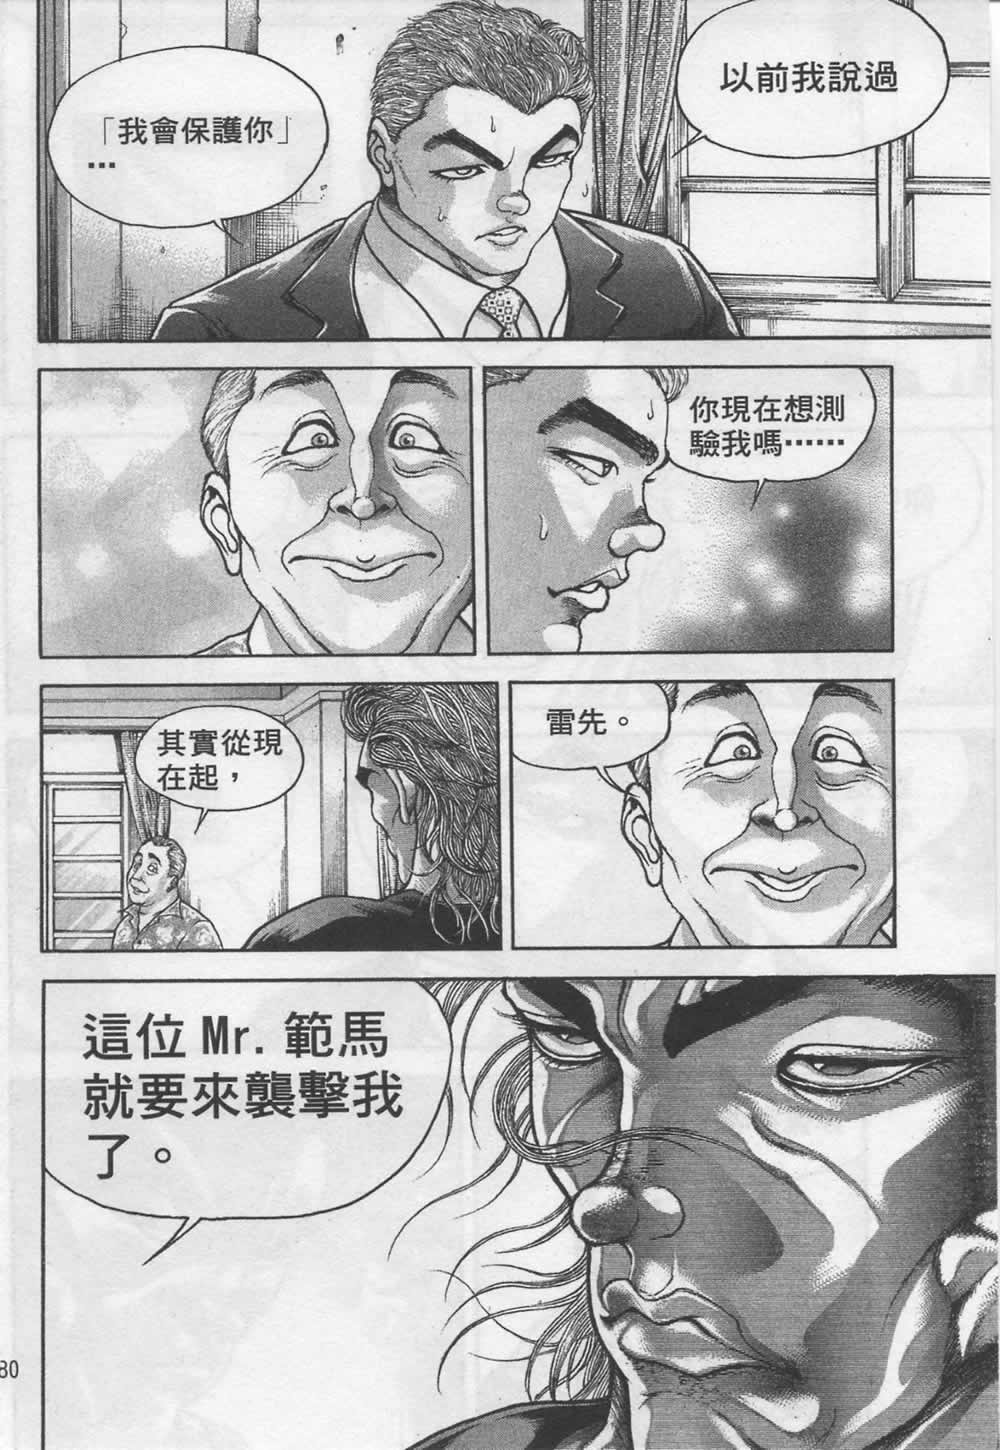 以前我說過
「我會保護你」
⋯
你現在想測
驗我嗎⋯⋯
雷先。
其實從現
在起，
這位 Mr. 範馬
就要來襲擊我
了。
80